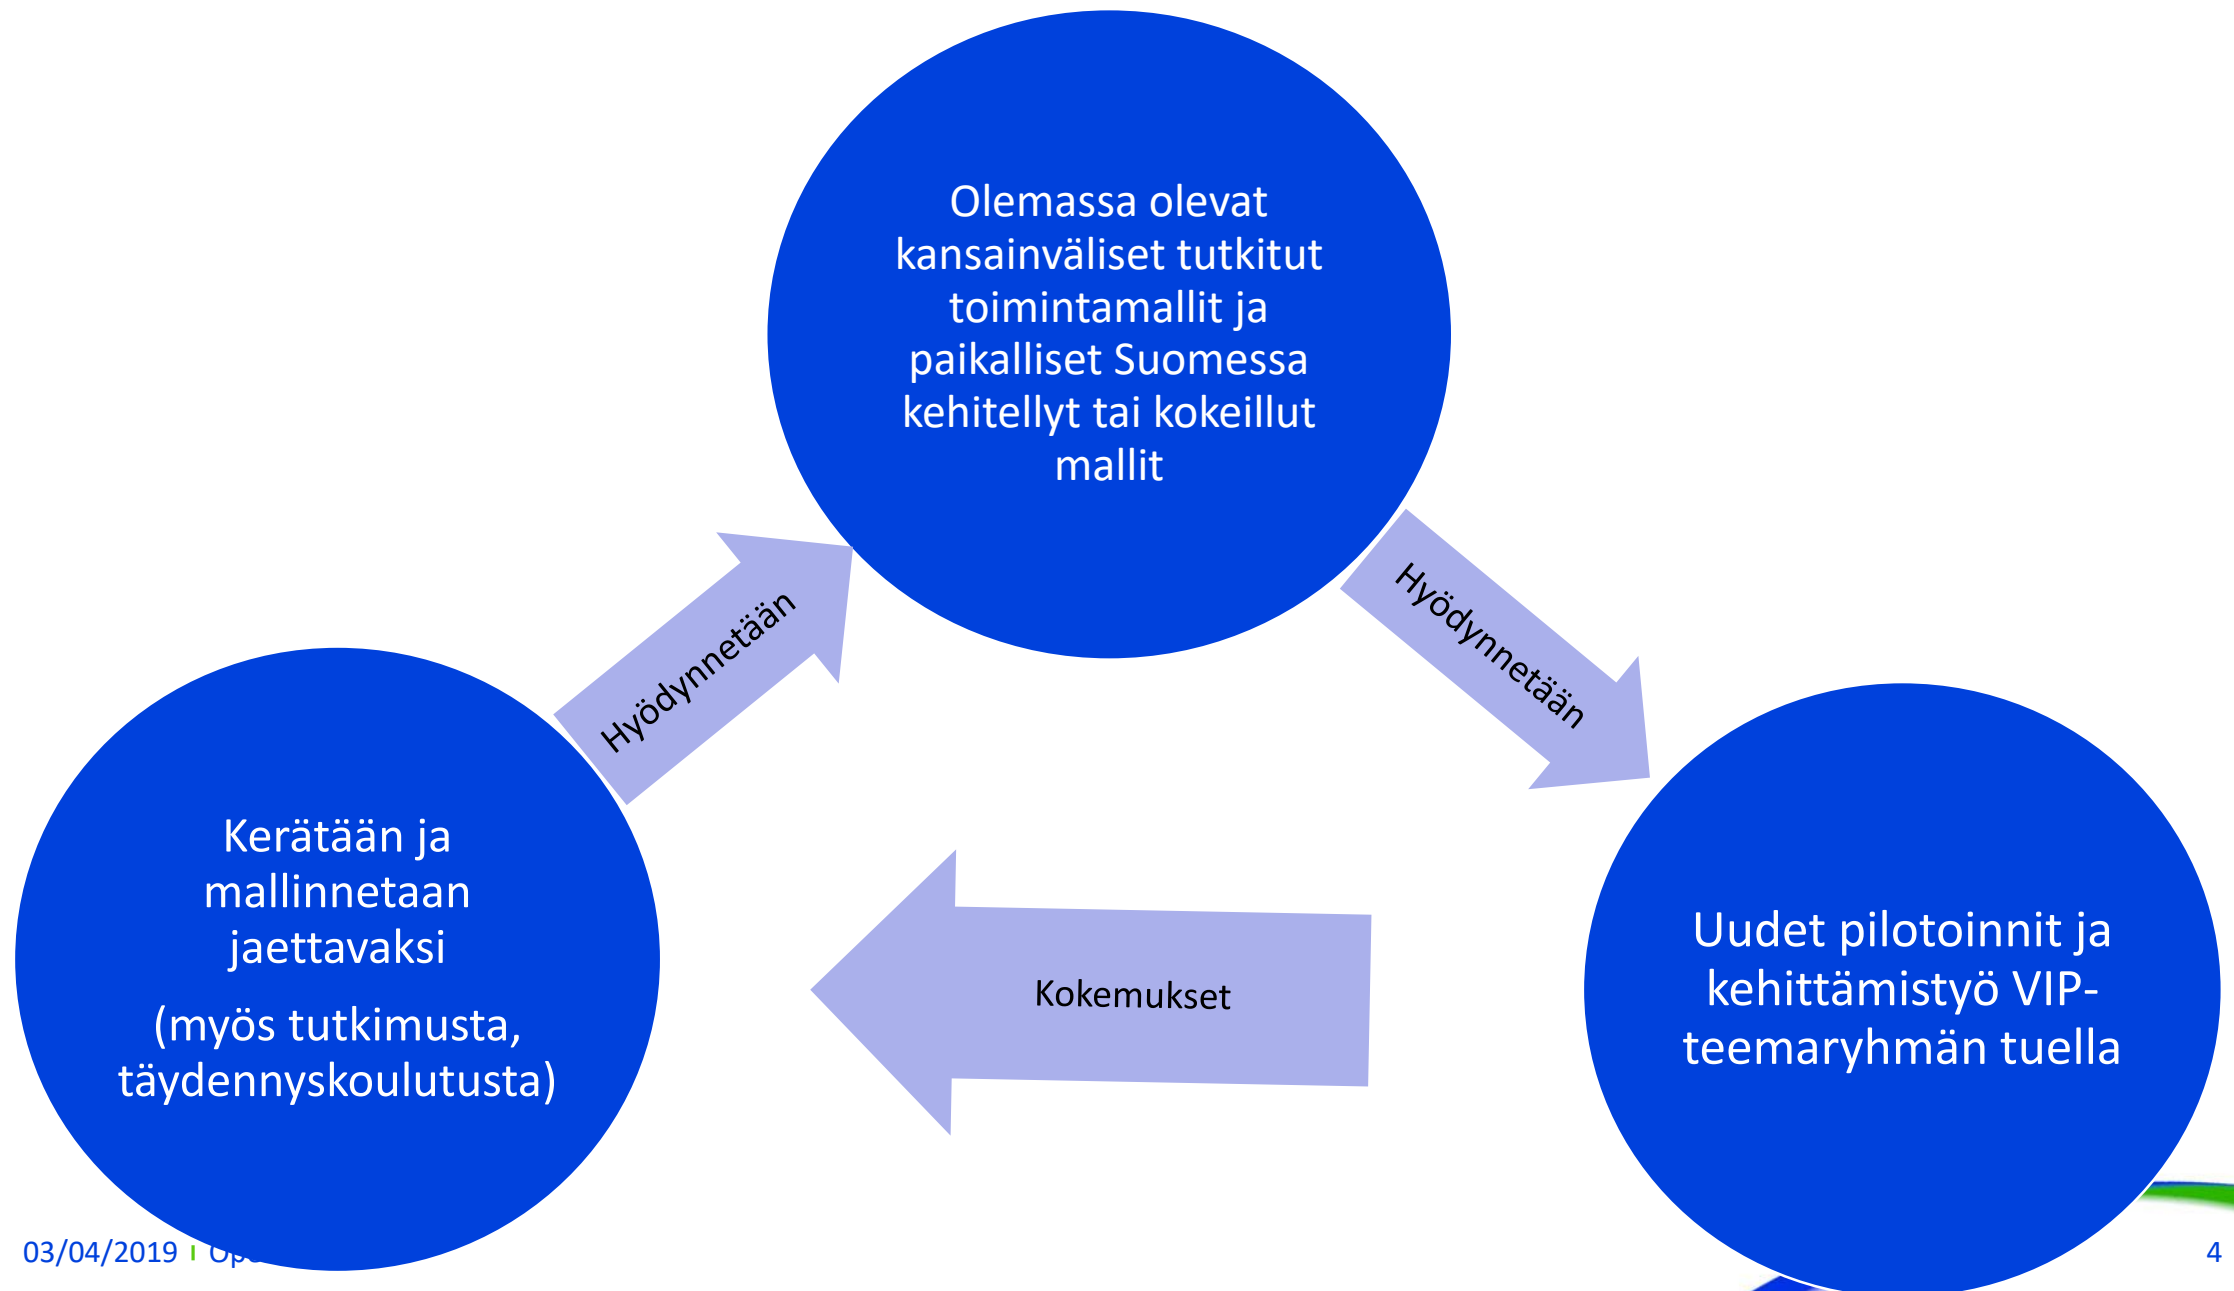 Olemassa olevat
kansainväliset tutkitut
toimintamallit ja
paikalliset Suomessa
kehitellyt tai kokeillut
mallit
Hyödynnetään
Hyödynnetään
Kerätään ja
mallinnetaan
jaettavaksi
(myös tutkimusta,
täydennyskoulutusta)
Kokemukset
Uudet pilotoinnit ja
kehittämistyö VIP-
teemaryhmän tuella
03/04/2019
4